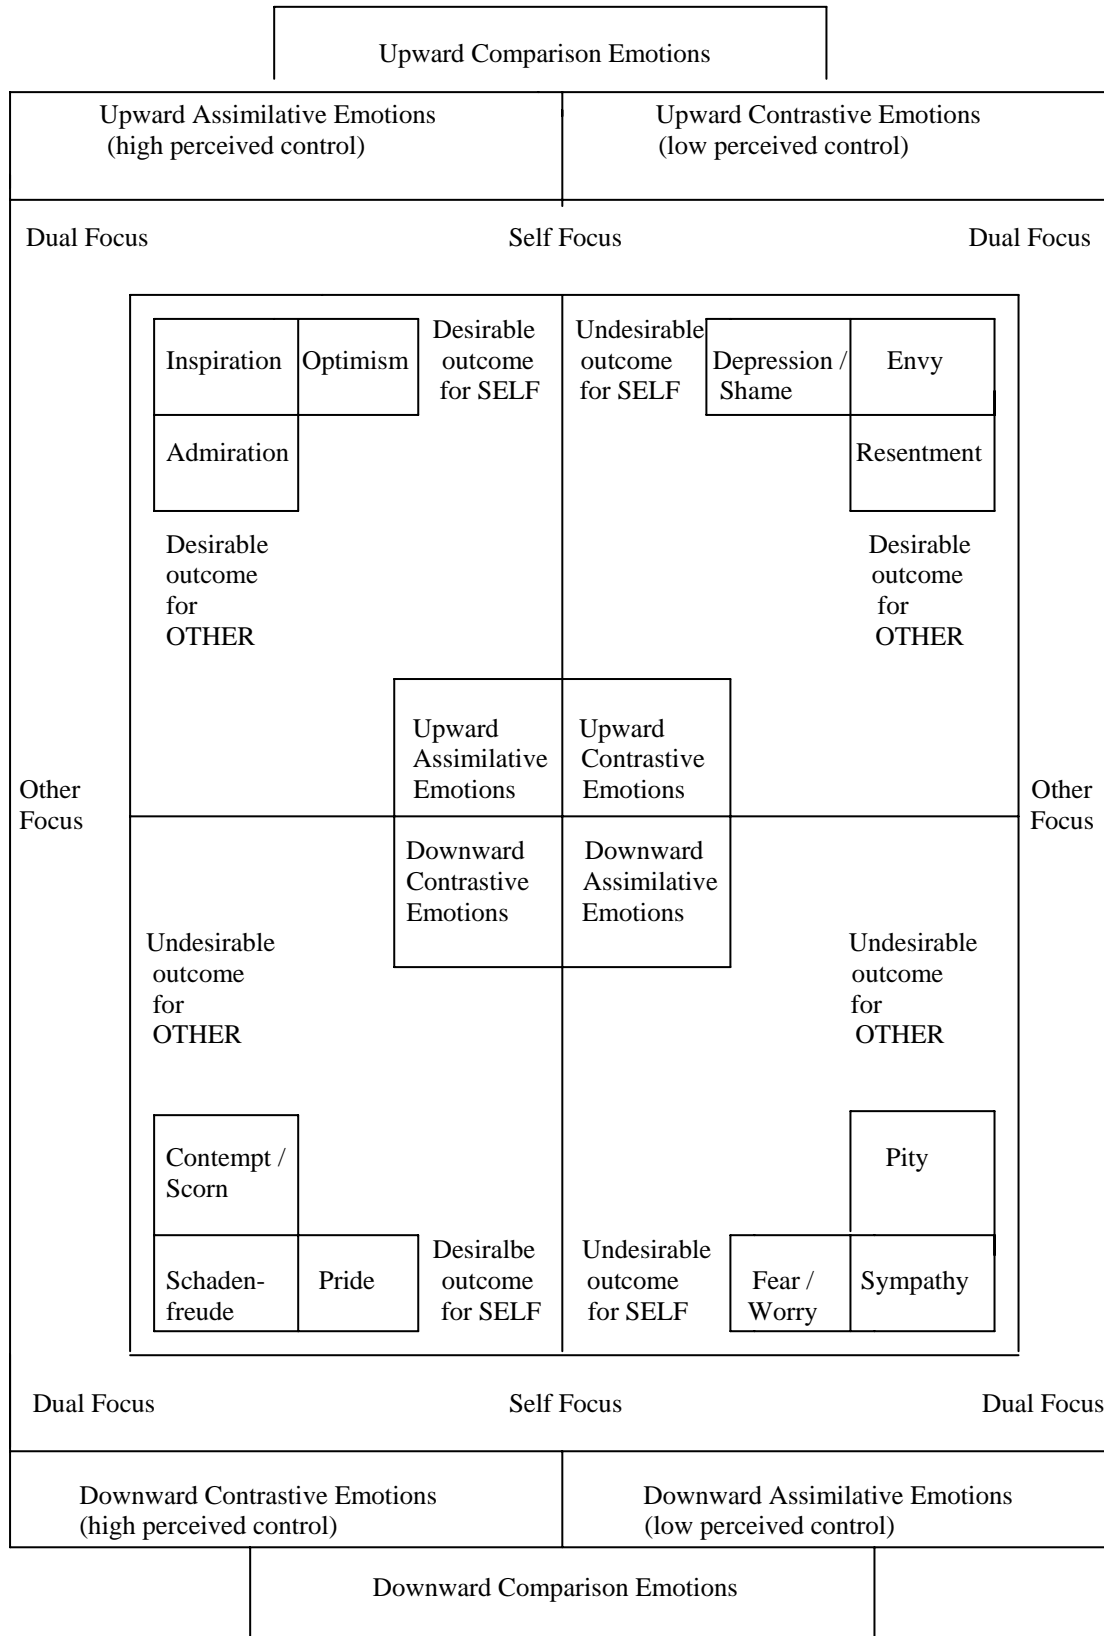 Upward Comparison Emotions
Upward Assimilative Emotions
(high perceived control)
Upward Contrastive Emotions
(low perceived control)
Dual Focus
Self Focus
Dual Focus
Inspiration
Optimism
Desirable
outcome
for SELF
Undesirable
outcome
for SELF
Depression /
Shame
Envy
Admiration
Resentment
Desirable
outcome
for
OTHER
Desirable
outcome
for
OTHER
Upward
Assimilative
Emotions
Upward
Contrastive
Emotions
Other
Focus
Other
Focus
Downward
Contrastive
Emotions
Downward
Assimilative
Emotions
Undesirable
outcome
for
OTHER
Undesirable
outcome
for
OTHER
Contempt /
Scorn
Pity
Schaden-
freude
Pride
Desiralbe
outcome
for SELF
Undesirable
outcome
for SELF
Fear /
Worry
Sympathy
Dual Focus
Self Focus
Dual Focus
Downward Contrastive Emotions
(high perceived control)
Downward Assimilative Emotions
(low perceived control)
Downward Comparison Emotions